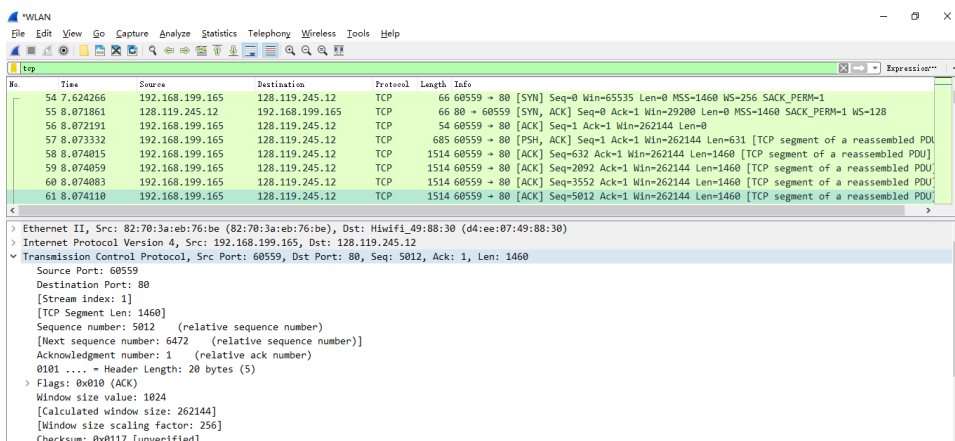 *WLAN
File Edit View Go Capture Analyze Statistics Telephony Wireless Tools Help
tcp Expression…
No. Time Source Destination Protocol Length Info
54 7.624266 192.168.199.165 128.119.245.12 TCP 66 60559 → 80 [SYN] Seq=0 Win=65535 Len=0 MSS=1460 WS=256 SACK_PERM=1
55 8.071861 128.119.245.12 192.168.199.165 TCP 66 80 → 60559 [SYN, ACK] Seq=0 Ack=1 Win=29200 Len=0 MSS=1460 SACK_PERM=1 WS=128
56 8.072191 192.168.199.165 128.119.245.12 TCP 54 60559 → 80 [ACK] Seq=1 Ack=1 Win=262144 Len=0
57 8.073332 192.168.199.165 128.119.245.12 TCP 685 60559 → 80 [PSH, ACK] Seq=1 Ack=1 Win=262144 Len=631 [TCP segment of a reassembled PDU
58 8.074015 192.168.199.165 128.119.245.12 TCP 1514 60559 → 80 [ACK] Seq=632 Ack=1 Win=262144 Len=1460 [TCP segment of a reassembled PDU]
59 8.074059 192.168.199.165 128.119.245.12 TCP 1514 60559 → 80 [ACK] Seq=2092 Ack=1 Win=262144 Len=1460 [TCP segment of a reassembled PDU]
60 8.074083 192.168.199.165 128.119.245.12 TCP 1514 60559 → 80 [ACK] Seq=3552 Ack=1 Win=262144 Len=1460 [TCP segment of a reassembled PDU]
61 8.074110 192.168.199.165 128.119.245.12 TCP 1514 60559 → 80 [ACK] Seq=5012 Ack=1 Win=262144 Len=1460 [TCP segment of a reassembled PDU]
Ethernet II, Src: 82:70:3a:eb:76:be (82:70:3a:eb:76:be), Dst: Hiwifi_49:88:30 (d4:ee:07:49:88:30)
Internet Protocol Version 4, Src: 192.168.199.165, Dst: 128.119.245.12
Transmission Control Protocol, Src Port: 60559, Dst Port: 80, Seq: 5012, Ack: 1, Len: 1460
Source Port: 60559
Destination Port: 80
[Stream index: 1]
[TCP Segment Len: 1460]
Sequence number: 5012 (relative sequence number)
[Next sequence number: 6472 (relative sequence number)]
Acknowledgment number: 1 (relative ack number)
0101 .... = Header Length: 20 bytes (5)
Flags: 0x010 (ACK)
Window size value: 1024
[Calculated window size: 262144]
[Window size scaling factor: 256]
Checksum: 0x0117 [unverified]